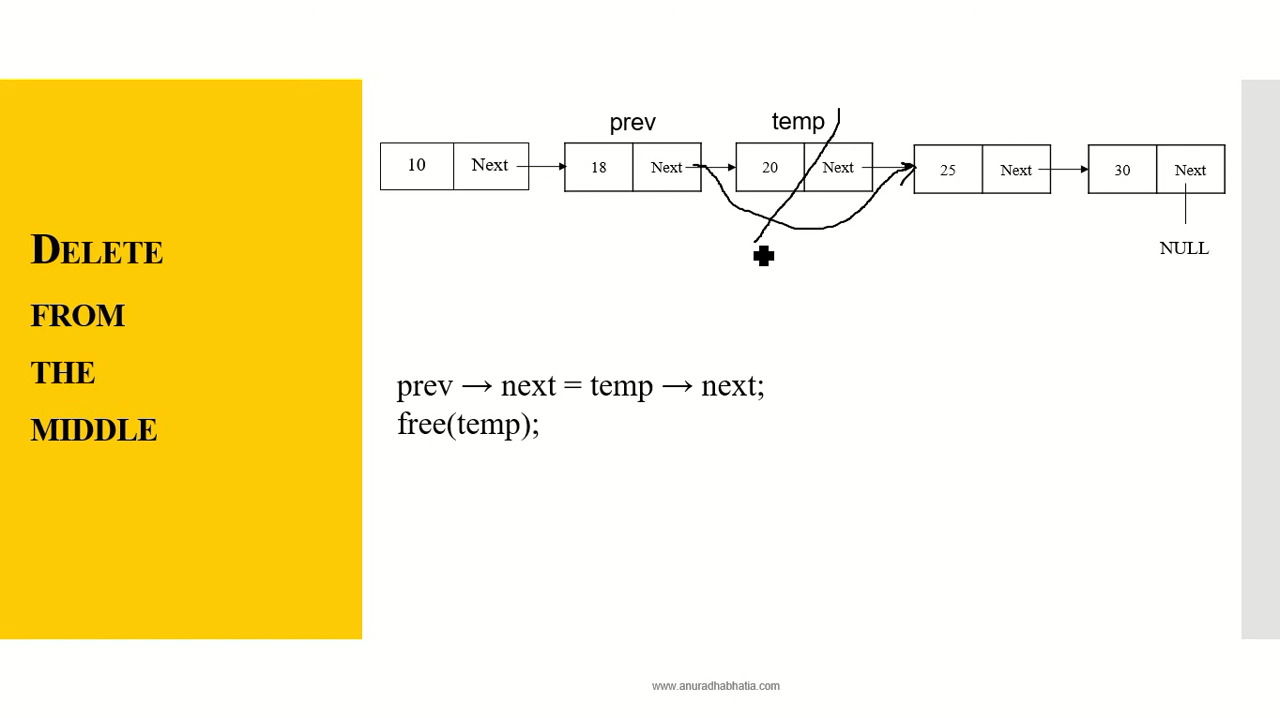 DELETE
FROM
THE
MIDDLE
prev temp
10 Next 18 Next 20 Next 25 Next 30 Next
NULL
prev → next = temp → next;
free(temp);
www.anuradhabhatia.com